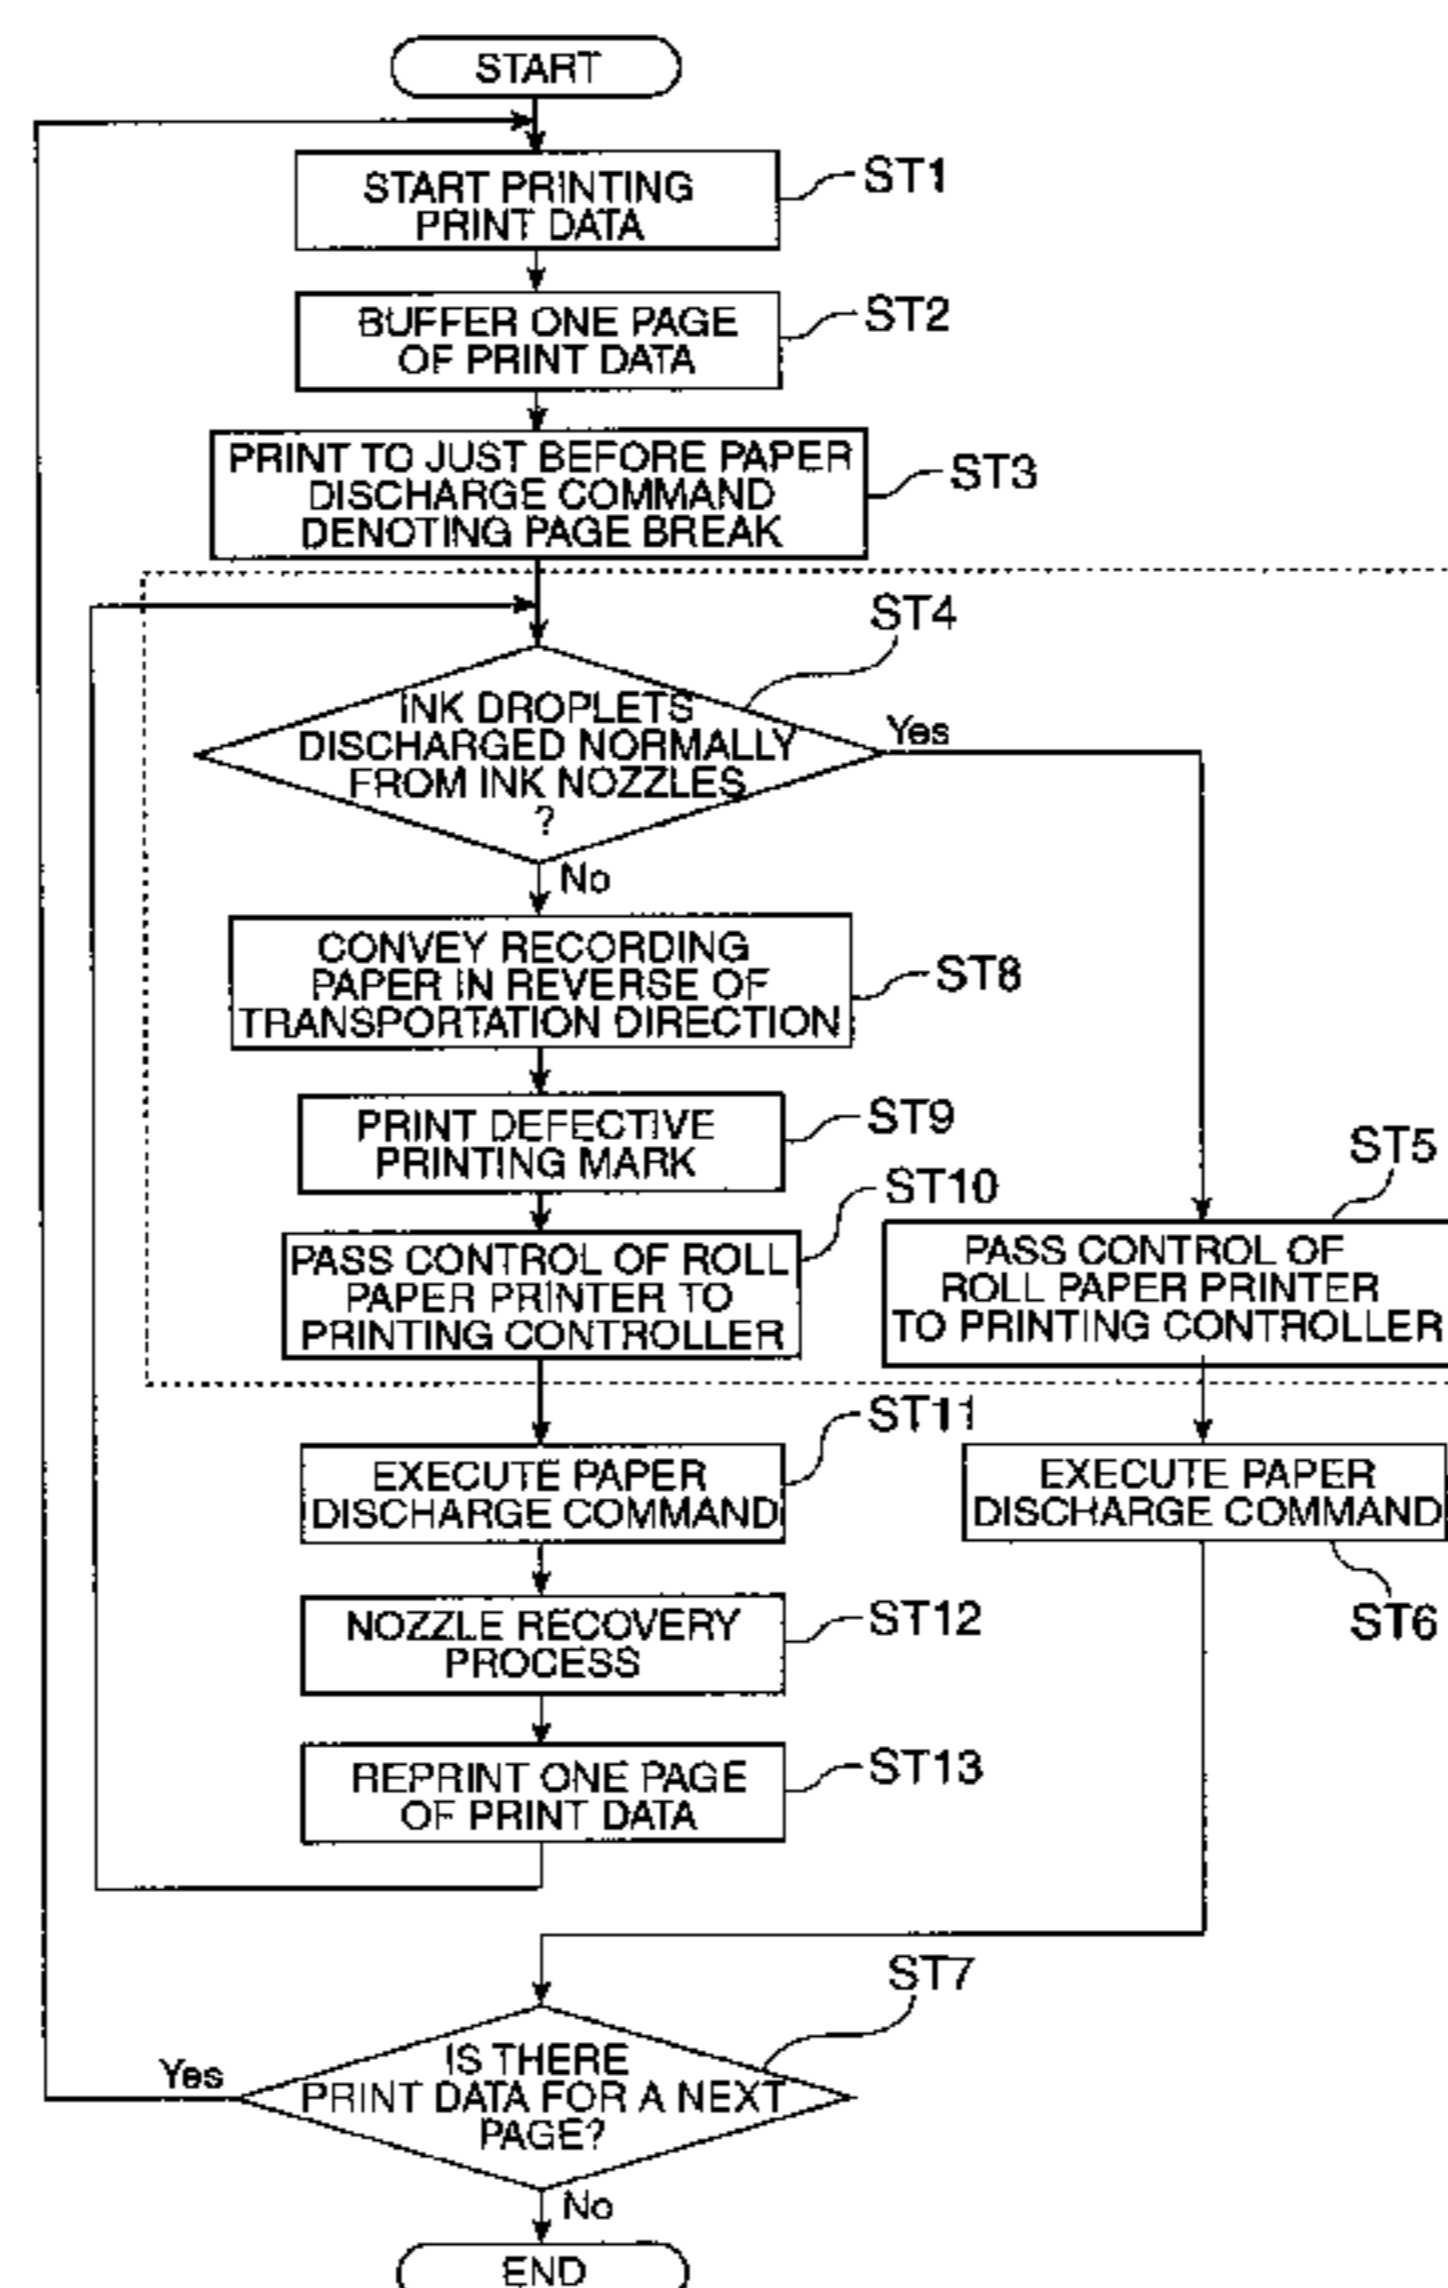 START
START PRINTING
PRINT DATA
ST1
BUFFER ONE PAGE
OF PRINT DATA
ST2
PRINT TO JUST BEFORE PAPER
DISCHARGE COMMAND
DENOTING PAGE BREAK
ST3
ST4
INK DROPLETS
DISCHARGED NORMALLY
FROM INK NOZZLES
?
Yes
No
CONVEY RECORDING
PAPER IN REVERSE OF
TRANSPORTATION DIRECTION
ST8
PRINT DEFECTIVE
PRINTING MARK
ST9
ST10
PASS CONTROL OF ROLL
PAPER PRINTER TO
PRINTING CONTROLLER
ST5
PASS CONTROL OF
ROLL PAPER PRINTER
TO PRINTING CONTROLLER
ST11
EXECUTE PAPER
DISCHARGE COMMAND
EXECUTE PAPER
DISCHARGE COMMAND
ST6
NOZZLE RECOVERY
PROCESS
ST12
REPRINT ONE PAGE
OF PRINT DATA
ST13
ST7
IS THERE
PRINT DATA FOR A NEXT
PAGE?
Yes
No
END